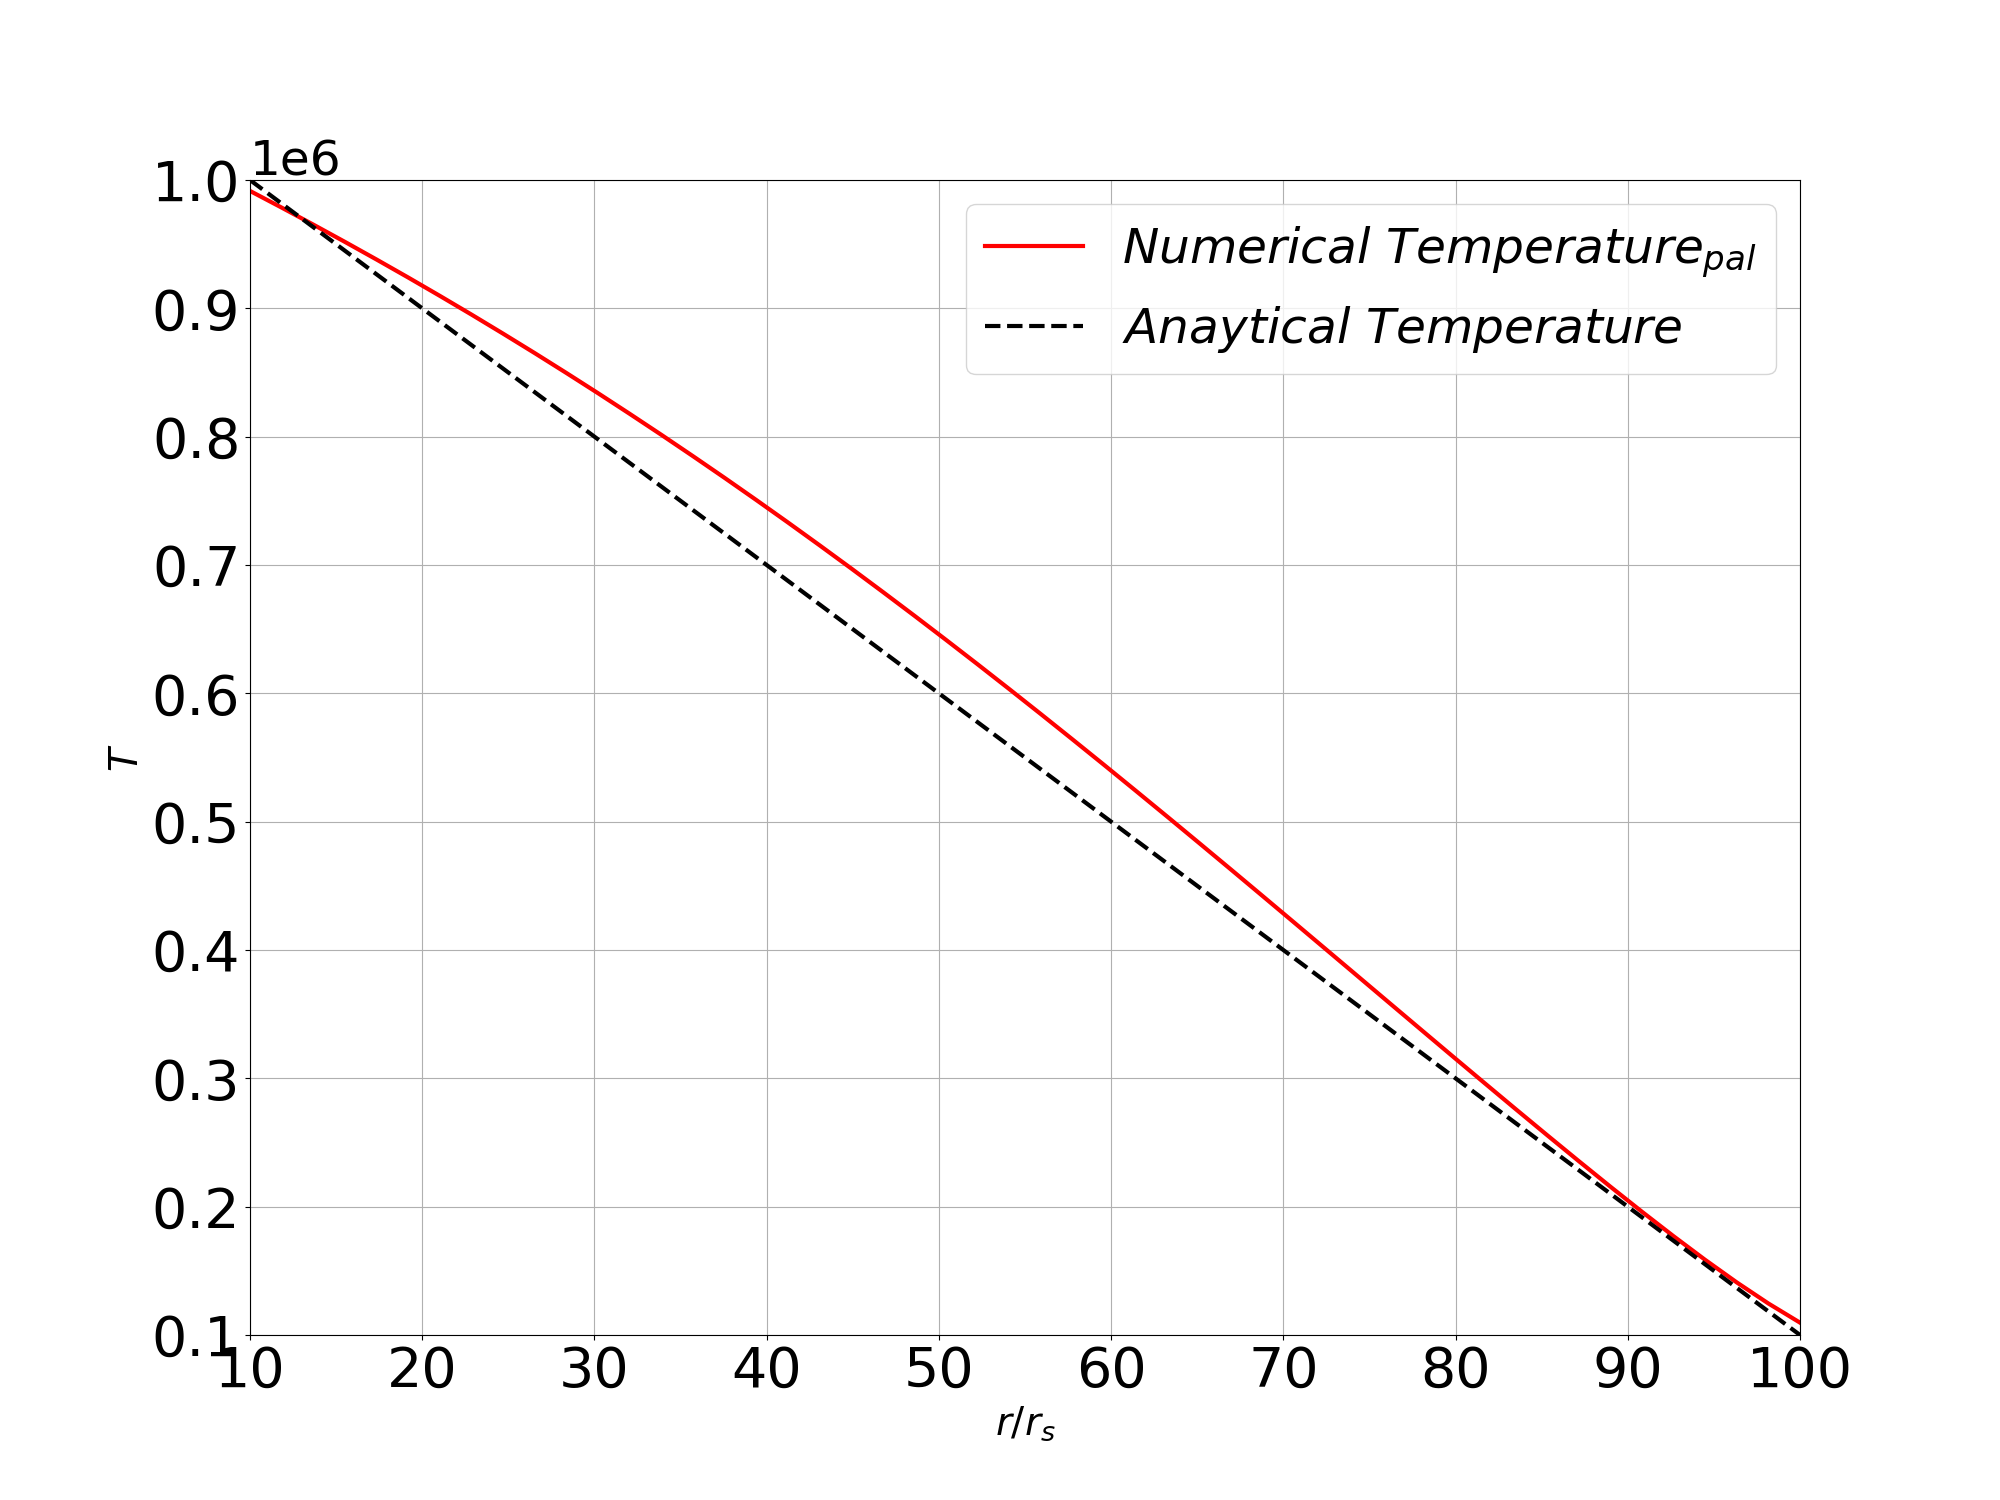 1e6
1.0
0.9
0.8
0.7
0.6
0.5
0.4
0.3
0.2
0.1
T
Numerical Temperature_pal
Anaytical Temperature
10 20 30 40 50 60 70 80 90 100
r/r_s